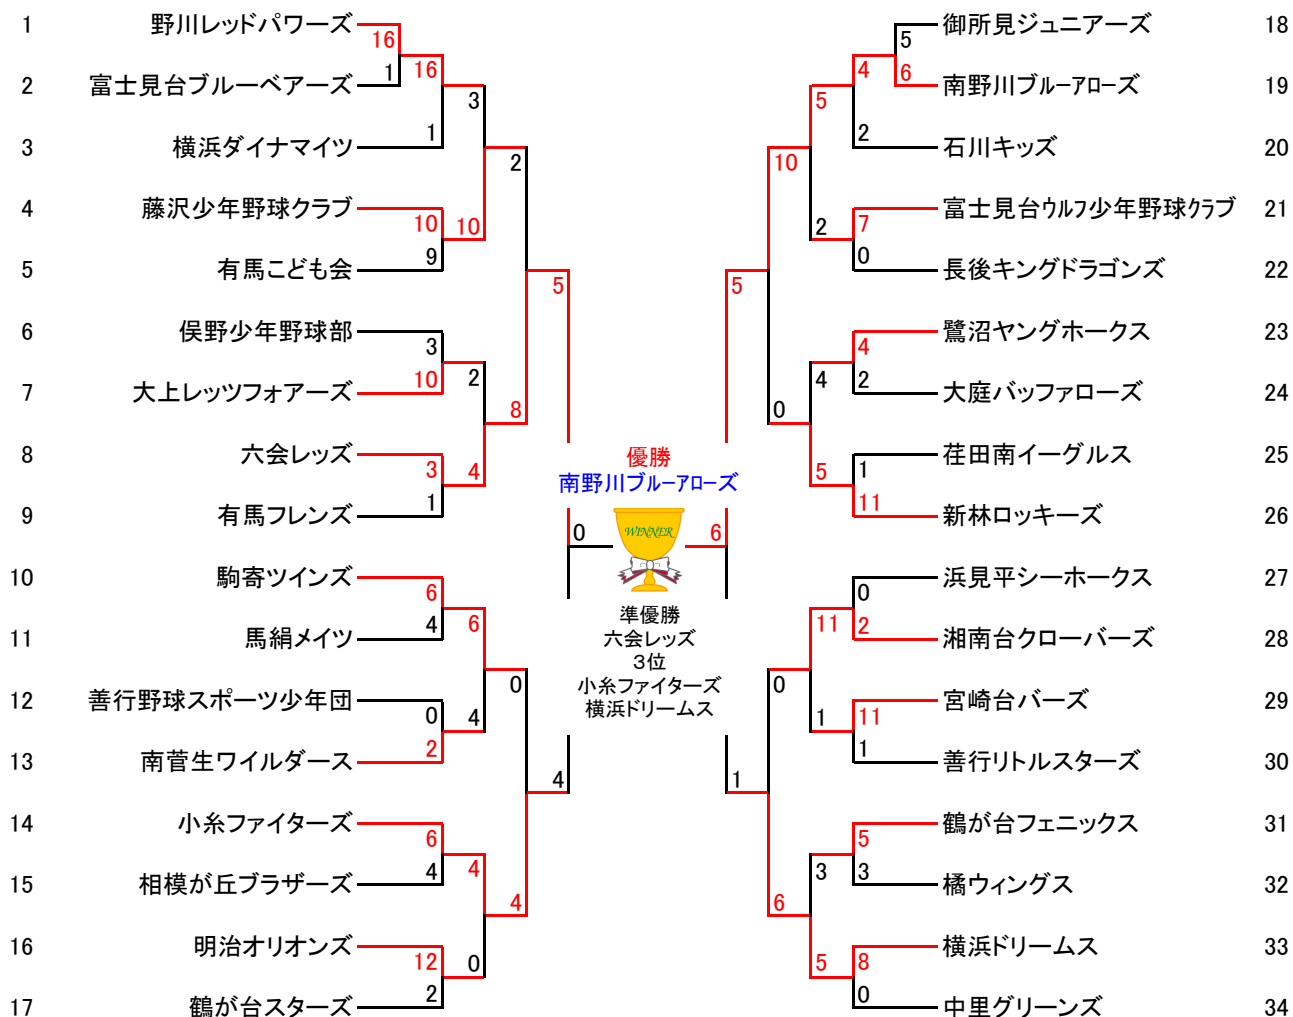 1 野川レッドパワーズ
16
1
2 富士見台ブルーベアーズ
16
1
3 横浜ダイナマイツ
3
4 藤沢少年野球クラブ
10
9
5 有馬こども会
10
2
6 俣野少年野球部
3
10
7 大上レッツフォアーズ
2
8 六会レッズ
3
1
9 有馬フレンズ
4
8
5
10 駒寄ツインズ
6
4
11 馬絹メイツ
6
12 善行野球スポーツ少年団
0
2
13 南菅生ワイルダース
4
0
14 小糸ファイターズ
6
4
15 相模が丘ブラザーズ
4
16 明治オリオンズ
12
2
17 鶴が台スターズ
0
4
4
優勝
南野川ブルーアローズ
WINNER
0
6
準優勝
六会レッズ
3位
小糸ファイターズ
横浜ドリームス
御所見ジュニアーズ 18
5
6
南野川ブルーアローズ 19
4
2
石川キッズ 20
5
富士見台ウルフ少年野球クラブ 21
7
0
長後キングドラゴンズ 22
2
10
鷺沼ヤングホークス 23
4
2
大庭バッファローズ 24
4
荏田南イーグルス 25
1
11
新林ロッキーズ 26
5
0
5
浜見平シーホークス 27
0
2
湘南台クローバーズ 28
11
宮崎台バーズ 29
11
1
善行リトルスターズ 30
1
0
鶴が台フェニックス 31
5
3
橘ウィングス 32
3
横浜ドリームス 33
8
0
中里グリーンズ 34
5
6
1